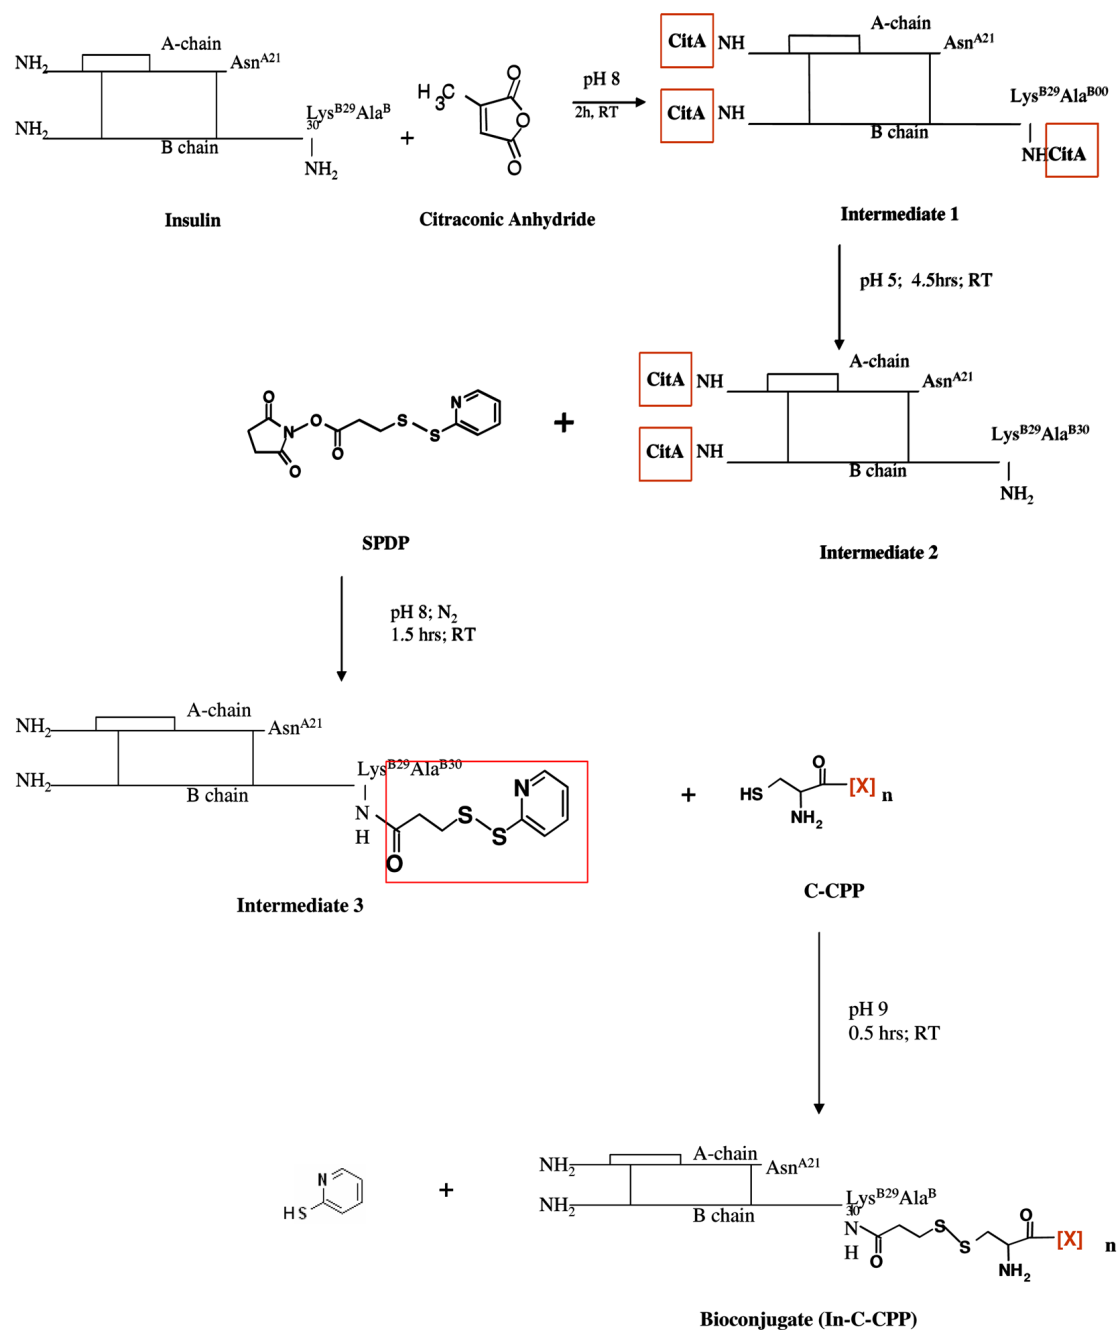 A-chain
NH2
AsnA21
NH2
LysB29AlaB
30
B chain
NH2
Insulin
+
H3C
O
O
O
Citraconic Anhydride
pH 8
2h, RT
CitA NH
A-chain
AsnA21
CitA NH
LysB29AlaB00
B chain
NHCitA
Intermediate 1
pH 5; 4.5hrs; RT
O
N
O
O
O
S
S
N
SPDP
+
CitA NH
A-chain
AsnA21
CitA NH
LysB29AlaB30
B chain
NH2
Intermediate 2
pH 8; N2
1.5 hrs; RT
A-chain
NH2
AsnA21
NH2
LysB29AlaB30
B chain
N
H
O
S
S
N
Intermediate 3
+
HS
O
NH2
[X] n
C-CPP
pH 9
0.5 hrs; RT
N
HS
+
A-chain
NH2
AsnA21
NH2
LysB29AlaB
30
B chain
N
H
O
S
S
O
NH2
[X] n
Bioconjugate (In-C-CPP)